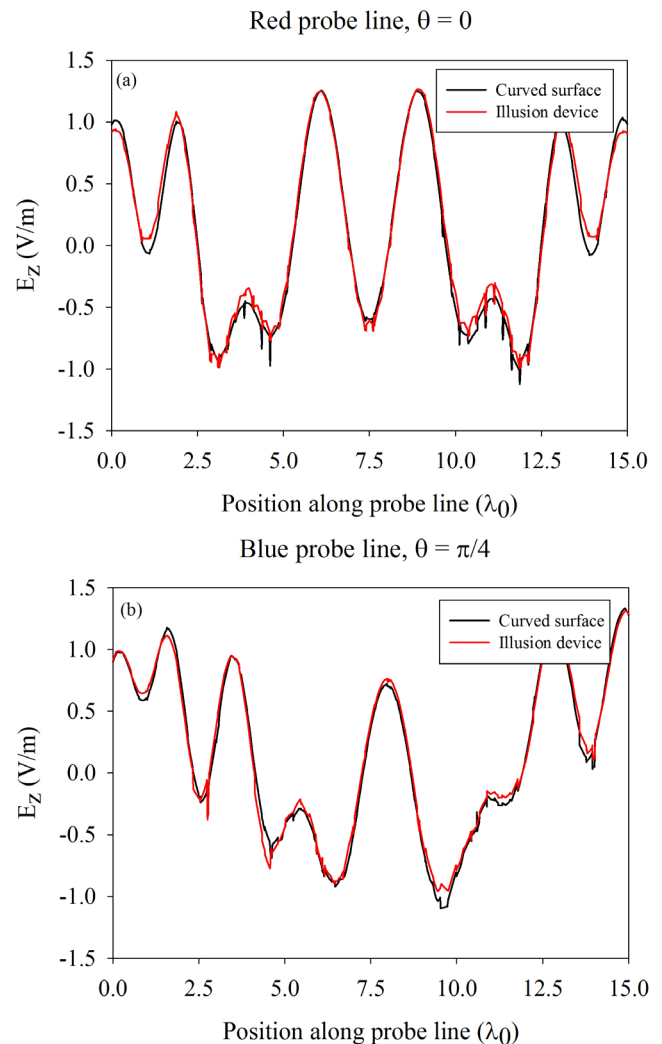 Red probe line, θ = 0
(a)
Curved surface
Illusion device
1.5
1.0
0.5
0.0
-0.5
-1.0
-1.5
E_Z (V/m)
0.0 2.5 5.0 7.5 10.0 12.5 15.0
Position along probe line (λ0)
Blue probe line, θ = π/4
(b)
Curved surface
Illusion device
1.5
1.0
0.5
0.0
-0.5
-1.0
-1.5
E_Z (V/m)
0.0 2.5 5.0 7.5 10.0 12.5 15.0
Position along probe line (λ0)